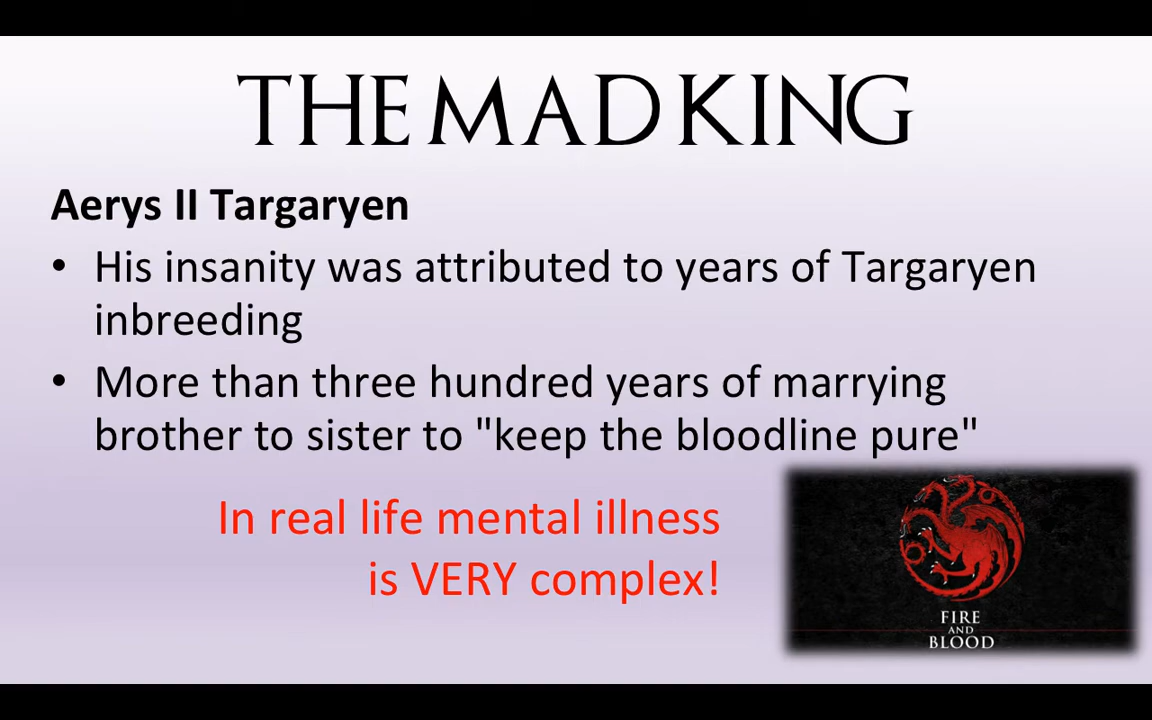 THE MAD KING
Aerys II Targaryen
• His insanity was attributed to years of Targaryen
inbreeding
• More than three hundred years of marrying
brother to sister to "keep the bloodline pure"
In real life mental illness
is VERY complex!
FIRE
AND
BLOOD